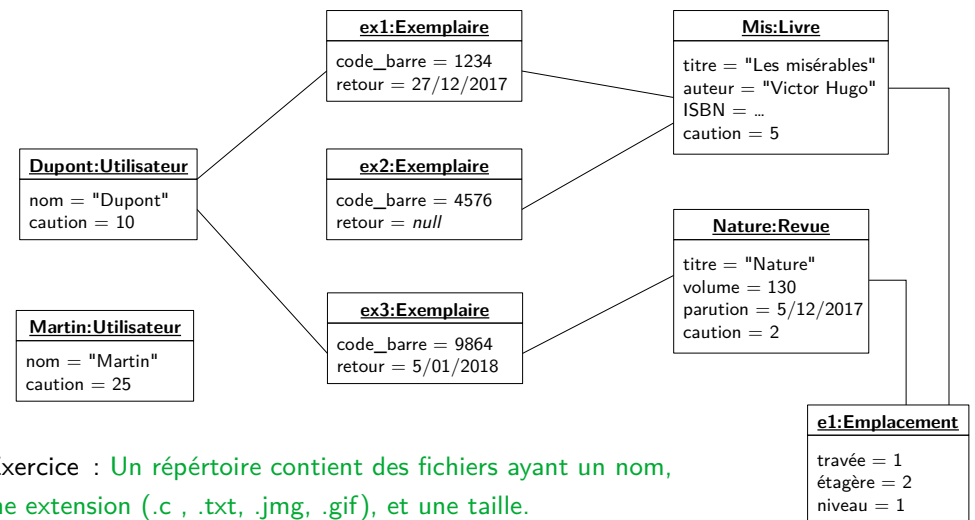 ex1:Exemplaire
code_barre = 1234
retour = 27/12/2017
Mis:Livre
titre = "Les misérables"
auteur = "Victor Hugo"
ISBN = ...
caution = 5
Dupont:Utilisateur
nom = "Dupont"
caution = 10
ex2:Exemplaire
code_barre = 4576
retour = null
Nature:Revue
titre = "Nature"
volume = 130
parution = 5/12/2017
caution = 2
Martin:Utilisateur
nom = "Martin"
caution = 25
ex3:Exemplaire
code_barre = 9864
retour = 5/01/2018
e1:Emplacement
travée = 1
étagère = 2
niveau = 1
xercice : Un répértoire contient des fichiers ayant un nom,
ne extension (.c , .txt, .jmg, .gif), et une taille.